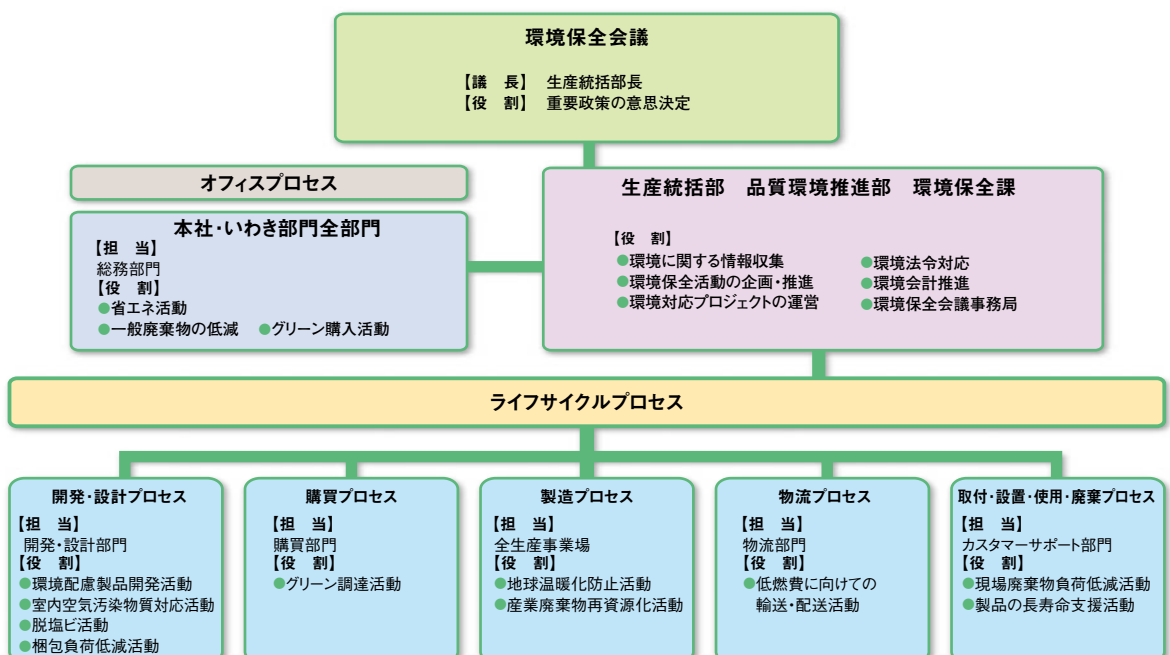 環境保全会議
【議　長】　生産統括部長
【役　割】　重要政策の意思決定
オフィスプロセス
本社・いわき部門全部門
【担　当】
総務部門
【役　割】
●省エネ活動
●一般廃棄物の低減　●グリーン購入活動
生産統括部　品質環境推進部　環境保全課
【役　割】
●環境に関する情報収集
●環境保全活動の企画・推進
●環境対応プロジェクトの運営
●環境法令対応
●環境会計推進
●環境保全会議事務局
ライフサイクルプロセス
開発・設計プロセス
【担　当】
開発・設計部門
【役　割】
●環境配慮製品開発活動
●室内空気汚染物質対応活動
●脱塩ビ活動
●梱包負荷低減活動
購買プロセス
【担　当】
購買部門
【役　割】
●グリーン調達活動
製造プロセス
【担　当】
全生産事業場
【役　割】
●地球温暖化防止活動
●産業廃棄物再資源化活動
物流プロセス
【担　当】
物流部門
【役　割】
●低燃費に向けての
輸送・配送活動
取付・設置・使用・廃棄プロセス
【担　当】
カスタマーサポート部門
【役　割】
●現場廃棄物負荷低減活動
●製品の長寿命支援活動